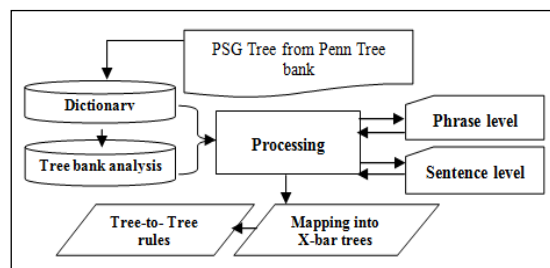 PSG Tree from Penn Tree
bank
Dictionary
Tree bank analysis
Processing
Phrase level
Sentence level
Tree-to- Tree
rules
Mapping into
X-bar trees